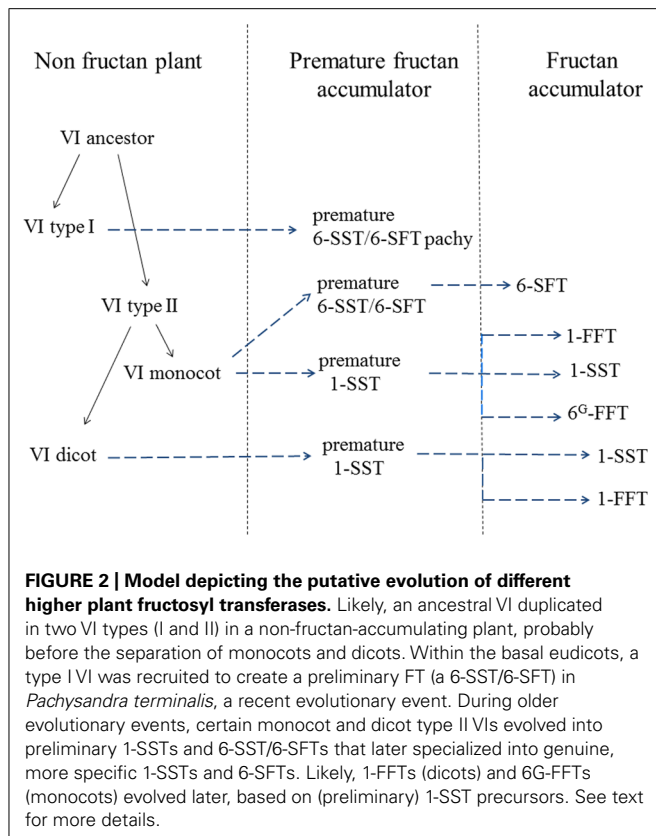 Non fructan plant
Premature fructan
accumulator
Fructan
accumulator
VI ancestor
VI type I
premature
6-SST/6-SFT pachy
premature
6-SST/6-SFT
6-SFT
VI type II
1-FFT
VI monocot
premature
1-SST
1-SST
6G-FFT
VI dicot
premature
1-SST
1-SST
1-FFT
FIGURE 2 | Model depicting the putative evolution of different
higher plant fructosyl transferases. Likely, an ancestral VI duplicated
in two VI types (I and II) in a non-fructan-accumulating plant, probably
before the separation of monocots and dicots. Within the basal eudicots, a
type I VI was recruited to create a preliminary FT (a 6-SST/6-SFT) in
Pachysandra terminalis, a recent evolutionary event. During older
evolutionary events, certain monocot and dicot type II VIs evolved into
preliminary 1-SSTs and 6-SST/6-SFTs that later specialized into genuine,
more specific 1-SSTs and 6-SFTs. Likely, 1-FFTs (dicots) and 6G-FFTs
(monocots) evolved later, based on (preliminary) 1-SST precursors. See text
for more details.